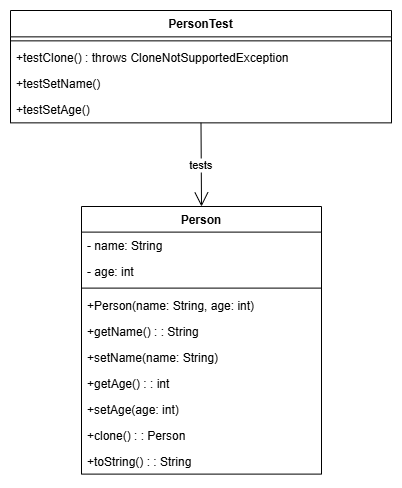 PersonTest
+testClone() : throws CloneNotSupportedException
+testSetName()
+testSetAge()
tests
Person
- name: String
- age: int
+Person(name: String, age: int)
+getName() : : String
+setName(name: String)
+getAge() : : int
+setAge(age: int)
+clone() : : Person
+toString() : : String